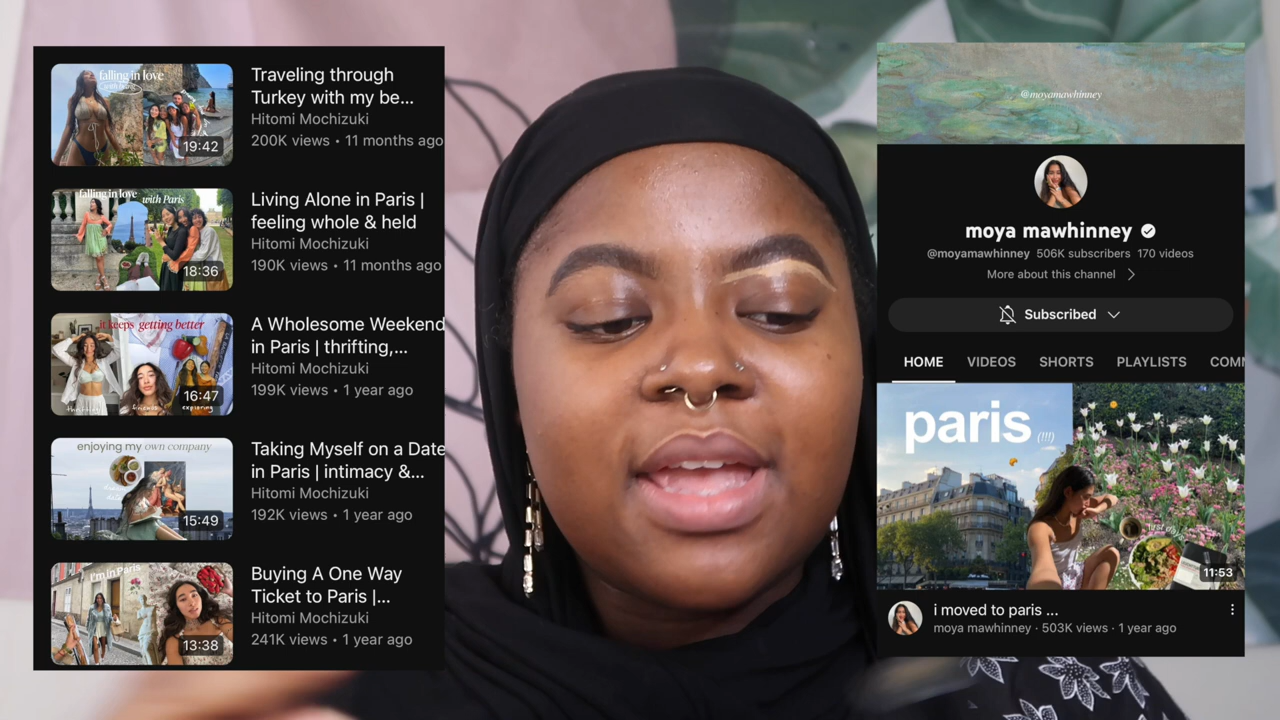 falling in love
19:42
Traveling through
Turkey with my be...
Hitomi Mochizuki
200K views • 11 months ago
falling in love
with Paris
18:36
Living Alone in Paris |
feeling whole & held
Hitomi Mochizuki
190K views • 11 months ago
it keeps getting better
16:47
thrifting
friends
exploring
A Wholesome Weekend
in Paris | thrifting,...
Hitomi Mochizuki
199K views • 1 year ago
enjoying my own company
15:49
Taking Myself on a Date
in Paris | intimacy &...
Hitomi Mochizuki
192K views • 1 year ago
I'm in Paris
13:38
Buying A One Way
Ticket to Paris |...
Hitomi Mochizuki
241K views • 1 year ago
@moyamawhinney
moya mawhinney
@moyamawhinney 506K subscribers 170 videos
More about this channel
Subscribed
HOME VIDEOS SHORTS PLAYLISTS COMM
paris (!!!)
11:53
i moved to paris ...
moya mawhinney · 503K views · 1 year ago